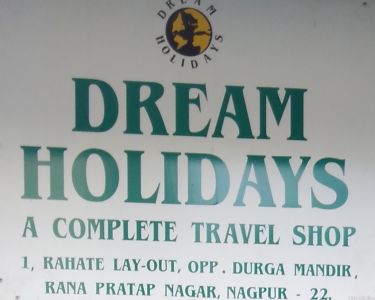 DREAM
HOLIDAYS
DREAM
HOLIDAYS
A COMPLETE TRAVEL SHOP
1, RAHATE LAY-OUT, OPP. DURGA MANDIR,
RANA PRATAP NAGAR, NAGPUR - 22.